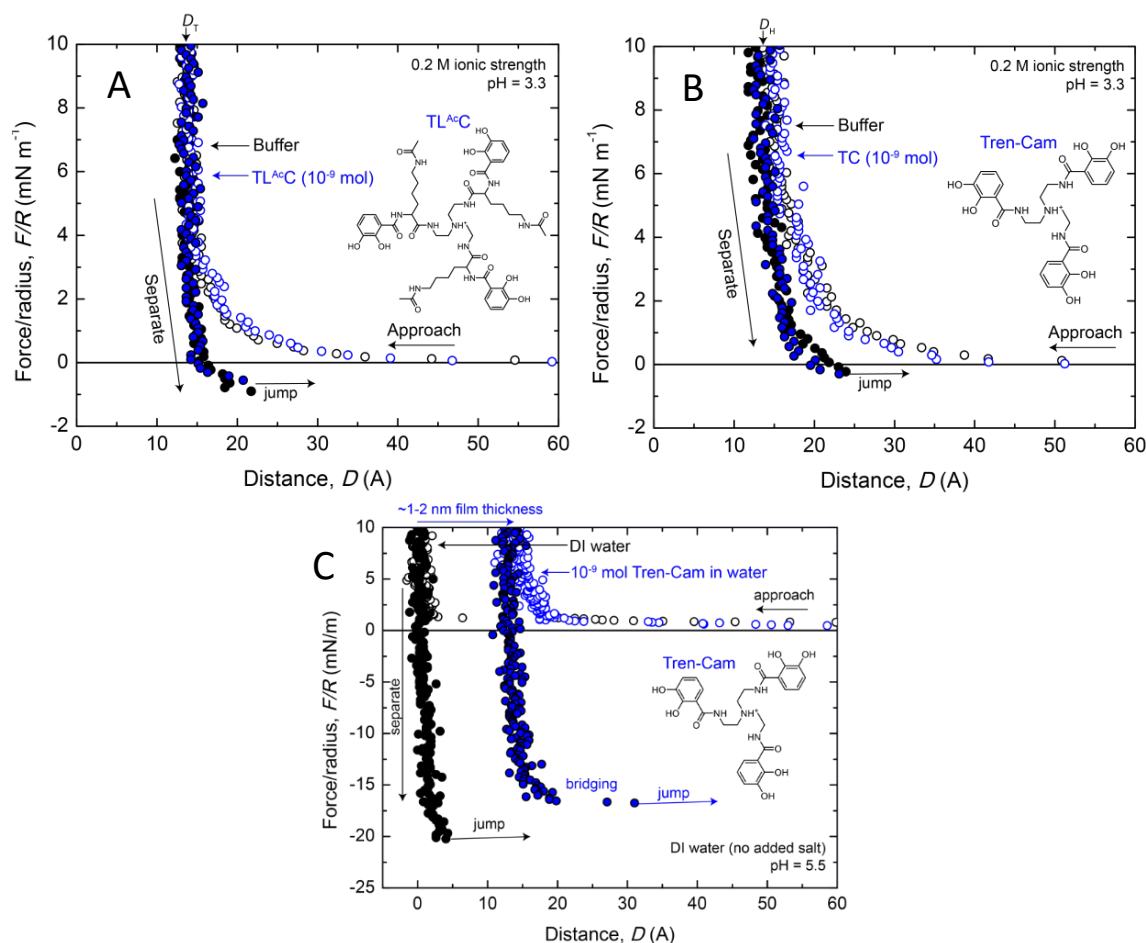 D_T
A
0.2 M ionic strength
pH = 3.3
TL^AcC
Buffer
TL^AcC (10^-9 mol)
Separate
Approach
jump
Force/radius, F/R (mN m^-1)
10
8
6
4
2
0
-2
0 10 20 30 40 50 60
Distance, D (A)
D_H
B
0.2 M ionic strength
pH = 3.3
Buffer
TC (10^-9 mol)
Tren-Cam
Separate
Approach
jump
Force/radius, F/R (mN m^-1)
10
8
6
4
2
0
-2
0 10 20 30 40 50 60
Distance, D (A)
~1-2 nm film thickness
C
DI water
10^-9 mol Tren-Cam in water
approach
Tren-Cam
separate
bridging
jump
jump
DI water (no added salt)
pH = 5.5
Force/radius, F/R (mN/m)
10
5
0
-5
-10
-15
-20
-25
0 10 20 30 40 50 60
Distance, D (A)